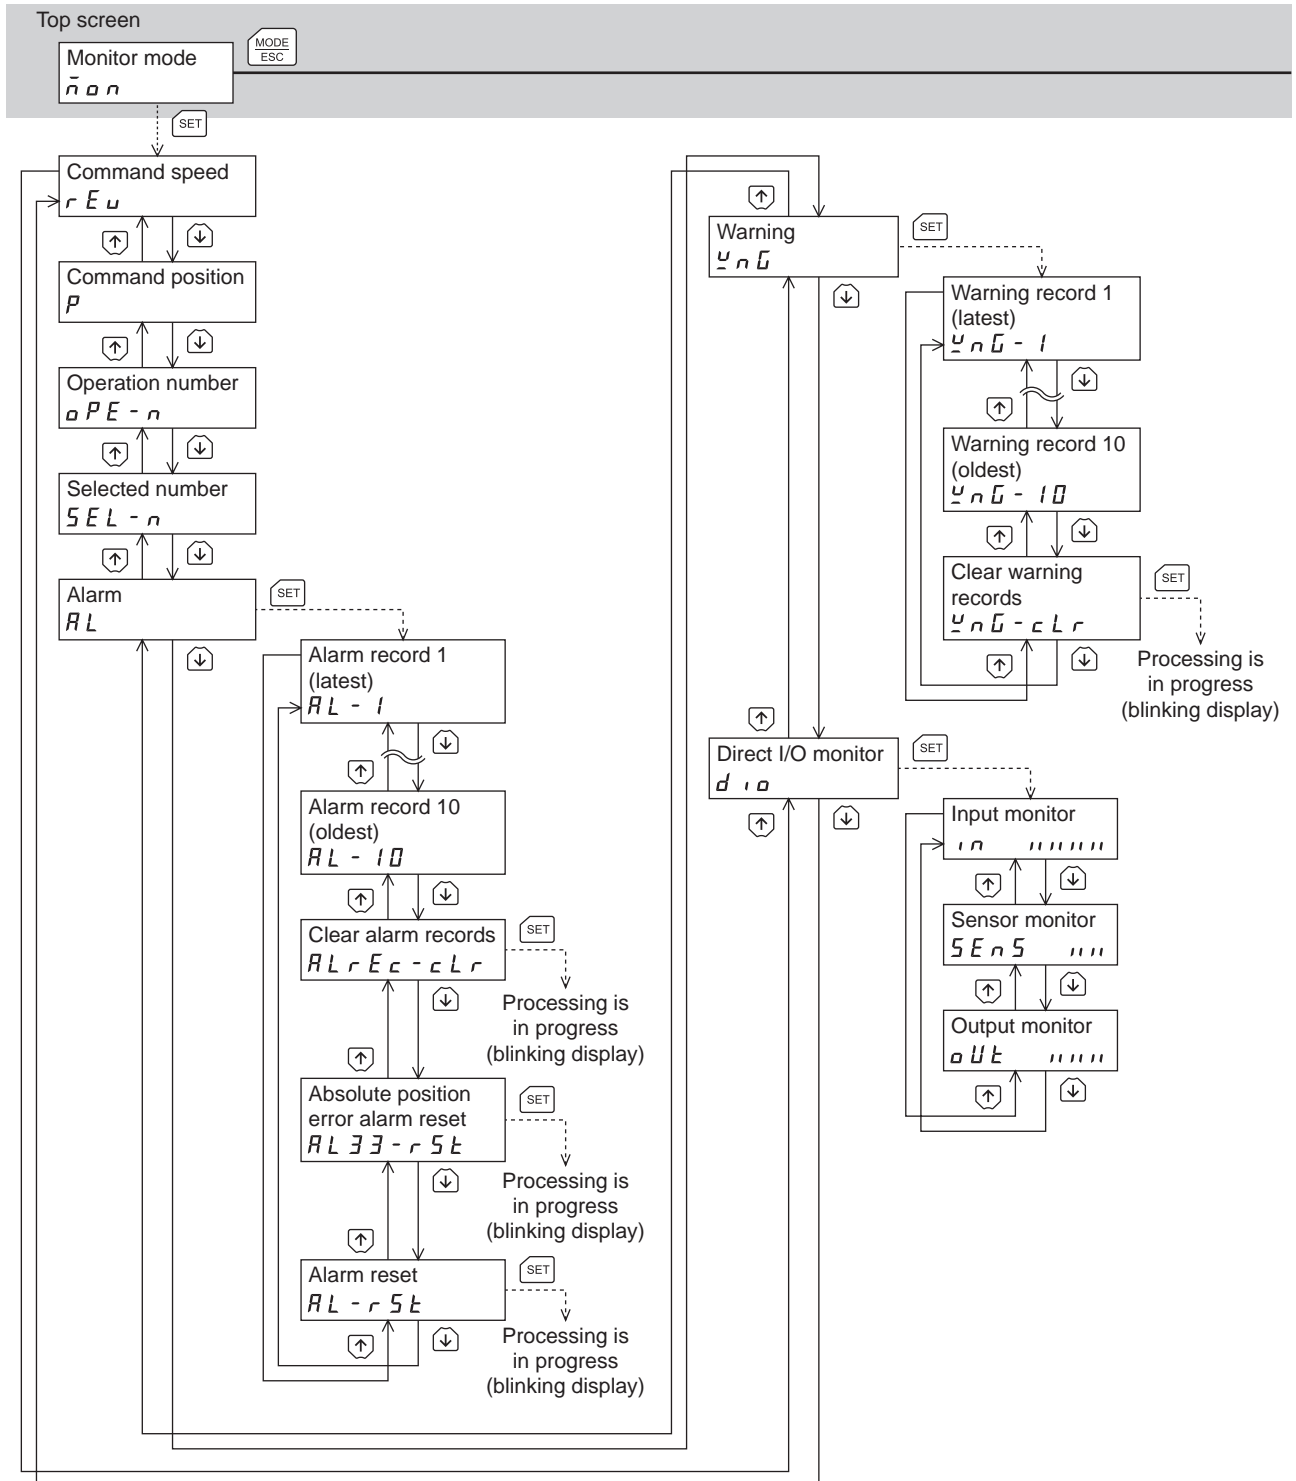 Top screen
MODE
ESC
Monitor mode
n̄on
SET
Command speed
rEv
↑
↓
Command position
P
↑
↓
Operation number
oPE-n
↑
↓
Selected number
SEL-n
↑
↓
Alarm
AL
SET
↓
Alarm record 1
(latest)
AL-1
↓
↑
Alarm record 10
(oldest)
AL-10
↑
↓
Clear alarm records
ALrEc-cLr
SET
↓
Processing is
in progress
(blinking display)
↑
Absolute position
error alarm reset
AL33-rSt
SET
↓
Processing is
in progress
(blinking display)
↑
Alarm reset
AL-rSt
SET
↑
↓
Processing is
in progress
(blinking display)
↑
Warning
WnG
SET
↓
Warning record 1
(latest)
WnG-1
↓
↑
Warning record 10
(oldest)
WnG-10
↑
↓
Clear warning
records
WnG-cLr
SET
↑
↓
Processing is
in progress
(blinking display)
↑
Direct I/O monitor
dio
SET
↑
↓
Input monitor
in ıııııı
↑
↓
Sensor monitor
SEnS ıııı
↑
↓
Output monitor
oUt ııııı
↑
↓